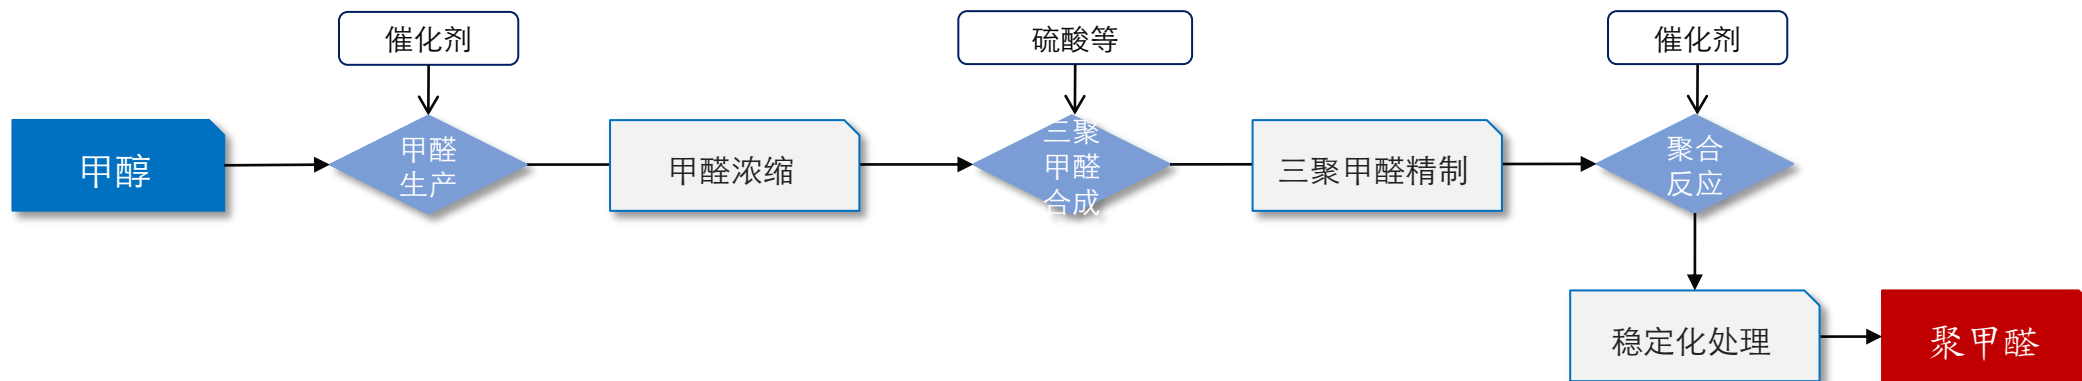 催化剂
硫酸等
催化剂
甲醇
甲醛
生产
甲醛浓缩
三聚
甲醛
合成
三聚甲醛精制
聚合
反应
稳定化处理
聚甲醛